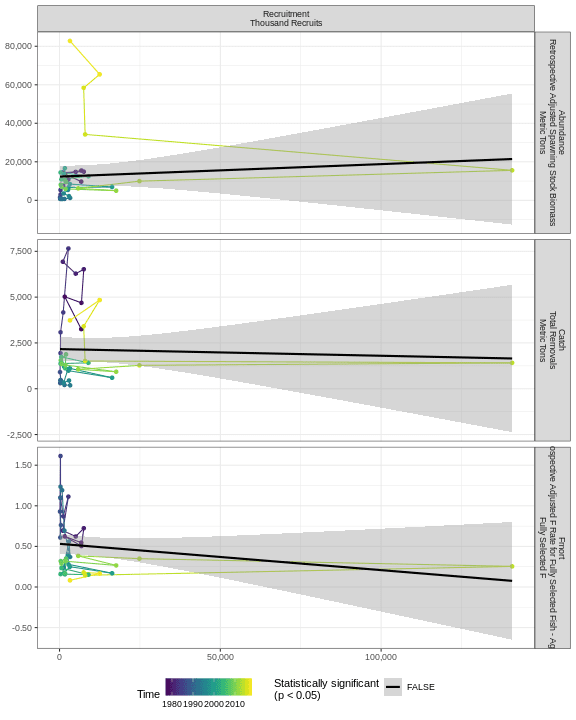 Recruitment
Thousand Recruits
80,000
60,000
40,000
20,000
0
Abundance
Retrospective Adjusted Spawning Stock Biomass
Metric Tons
7,500
5,000
2,500
0
-2,500
Catch
Total Removals
Metric Tons
1.50
1.00
0.50
0.00
-0.50
Fmort
ospective Adjusted F Rate for Fully Selected Fish - Ag
Fully Selected F
0
50,000
100,000
Time
1980 1990 2000 2010
Statistically significant
(p < 0.05)
FALSE